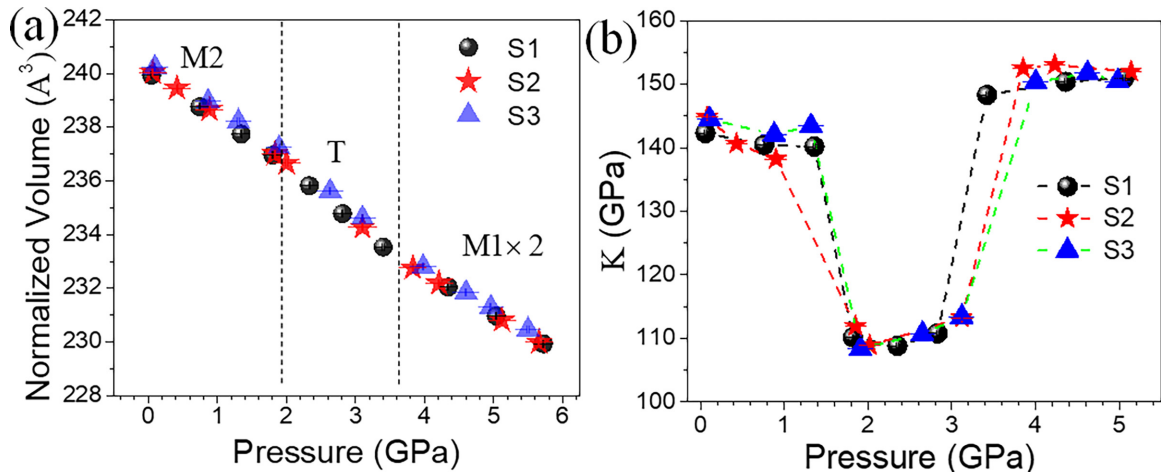 (a)
242
240
238
236
234
232
230
228
Normalized Volume (A³)
M2
T
M1×2
S1
S2
S3
0 1 2 3 4 5 6
Pressure (GPa)
(b)
160
150
140
130
120
110
100
K (GPa)
S1
S2
S3
0 1 2 3 4 5
Pressure (GPa)